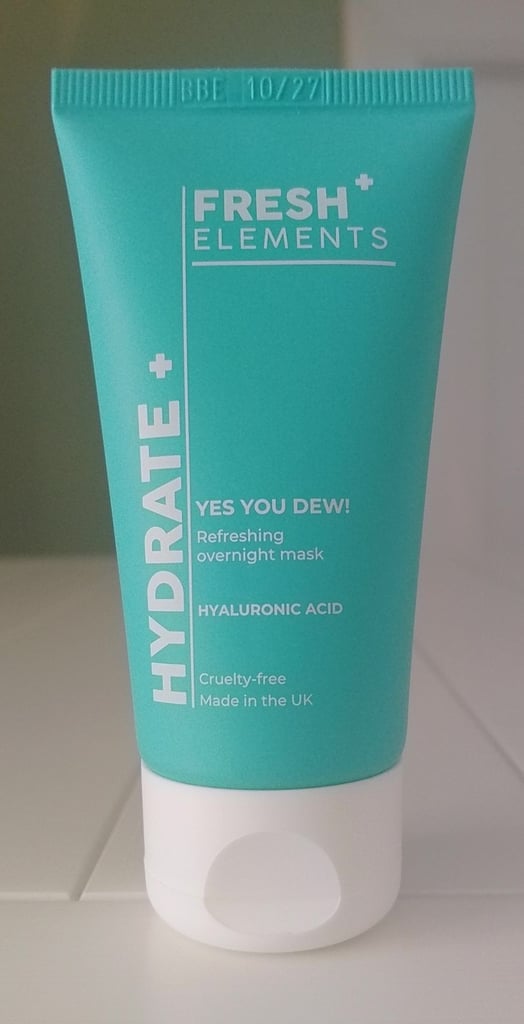 BBE 10/27
FRESH+
ELEMENTS
HYDRATE +
YES YOU DEW!
Refreshing
overnight mask
HYALURONIC ACID
Cruelty-free
Made in the UK